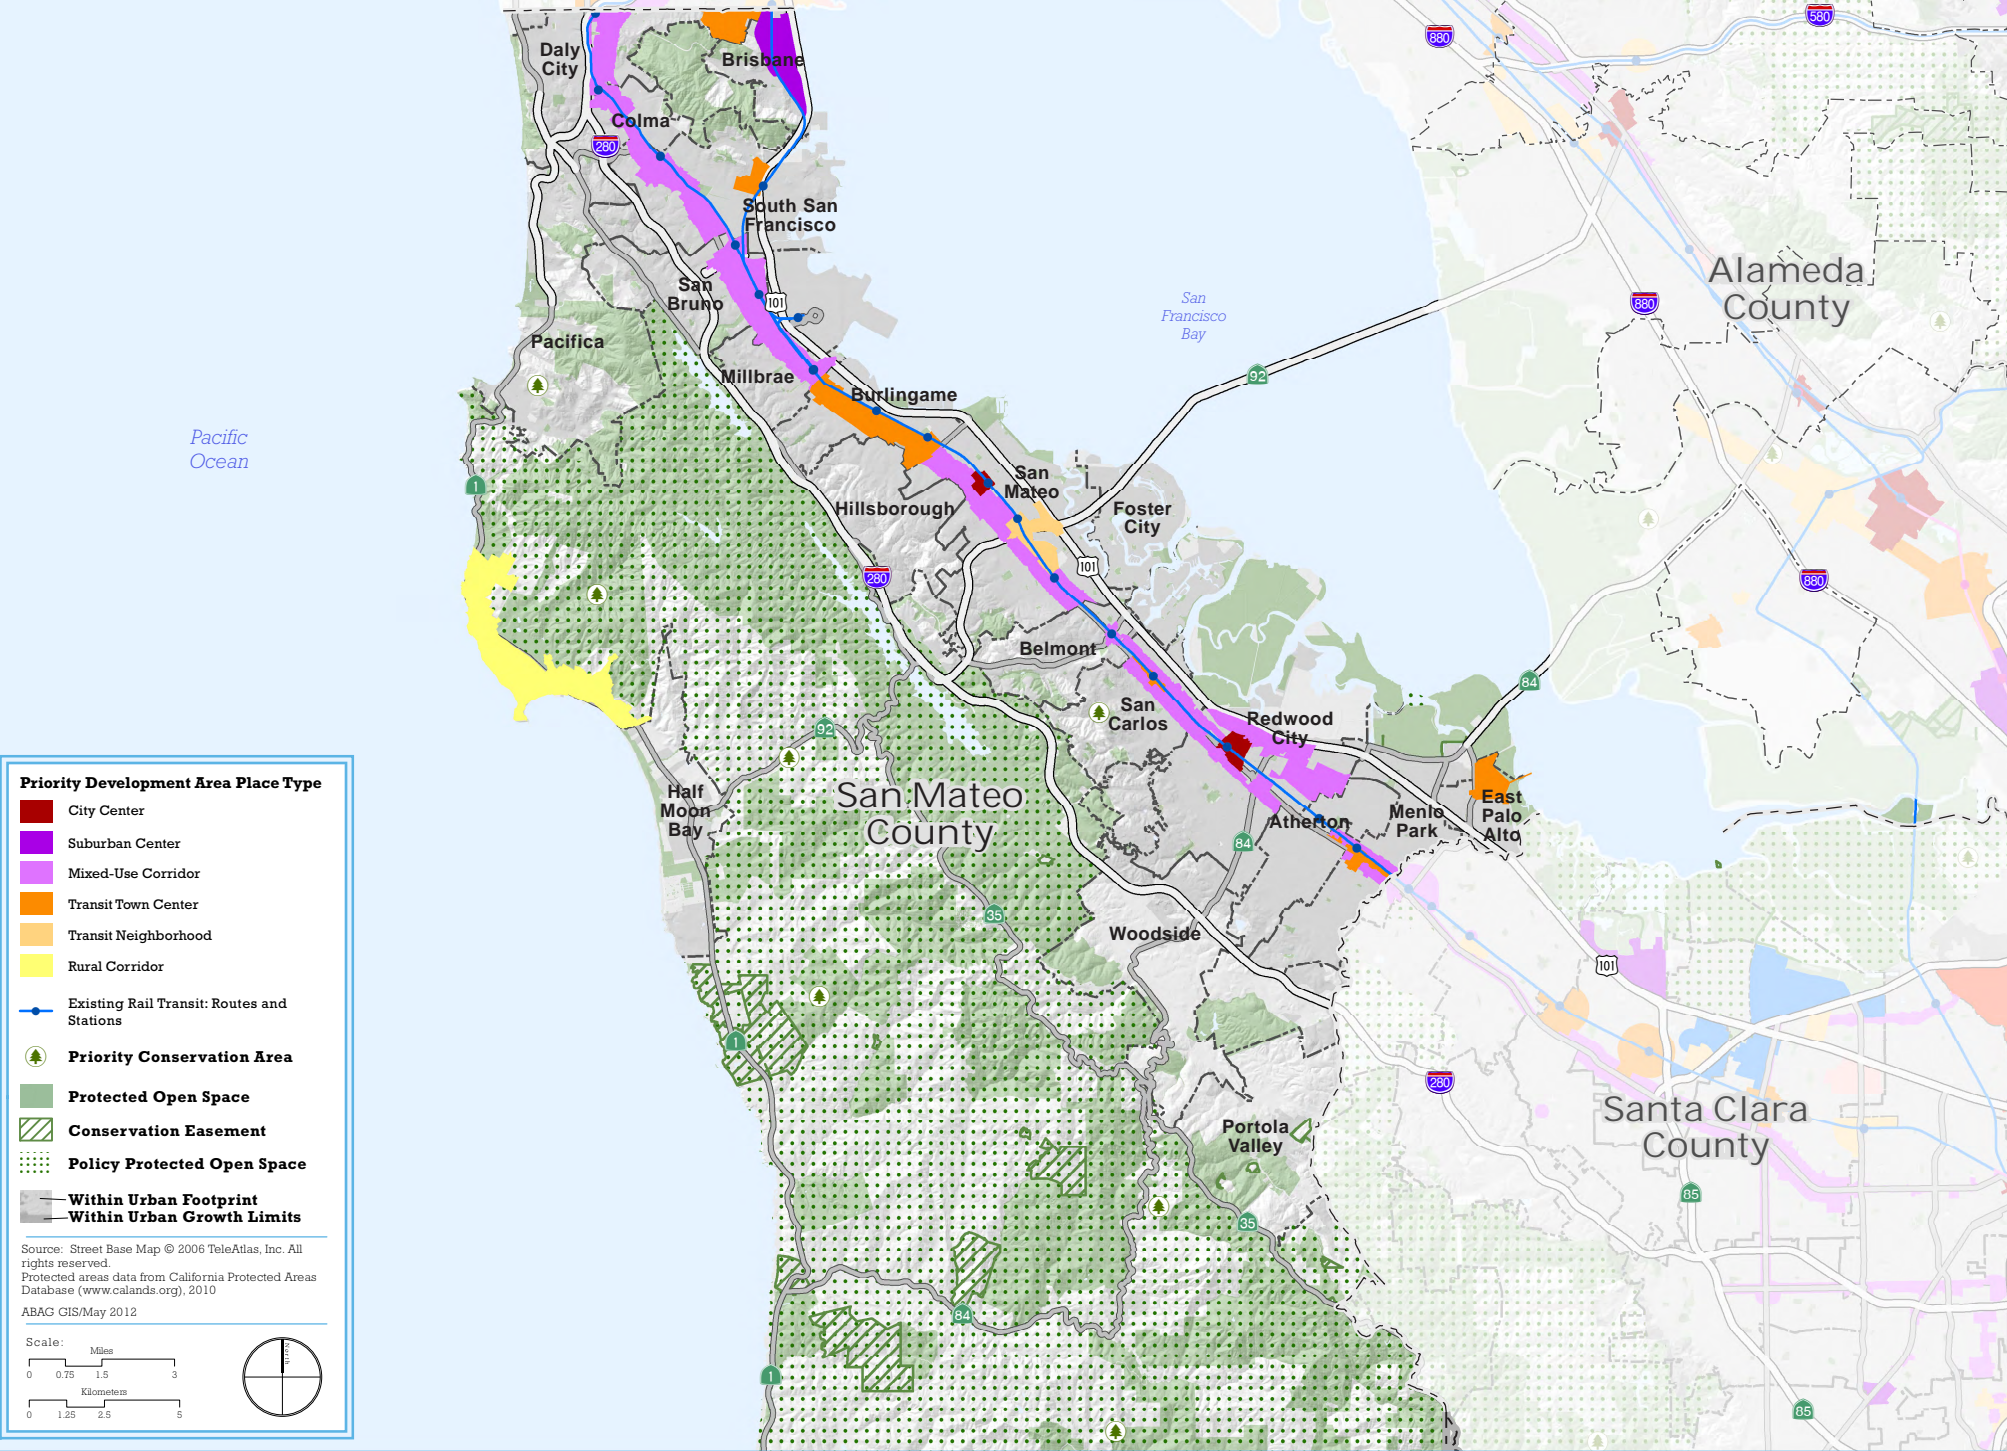 580
880
Daly
City
Brisbane
Colma
280
South San
Francisco
Alameda
County
San
Bruno
101
San
Francisco
Bay
880
Pacifica
92
Millbrae
Burlingame
Pacific
Ocean
1
San
Mateo
Hillsborough
Foster
City
280
101
880
Belmont
84
San
Carlos
Redwood
City
92
Half
Moon
Bay
San Mateo
County
East
Palo
Alto
Menlo
Park
Atherton
84
35
Woodside
101
1
280
Santa Clara
County
Portola
Valley
85
35
84
1
85
Priority Development Area Place Type
City Center
Suburban Center
Mixed-Use Corridor
Transit Town Center
Transit Neighborhood
Rural Corridor
Existing Rail Transit: Routes and
Stations
Priority Conservation Area
Protected Open Space
Conservation Easement
Policy Protected Open Space
Within Urban Footprint
Within Urban Growth Limits
Source: Street Base Map © 2006 TeleAtlas, Inc. All
rights reserved.
Protected areas data from California Protected Areas
Database (www.calands.org), 2010
ABAG GIS/May 2012
Scale:
Miles
0 0.75 1.5 3
Kilometers
0 1.25 2.5 5
North